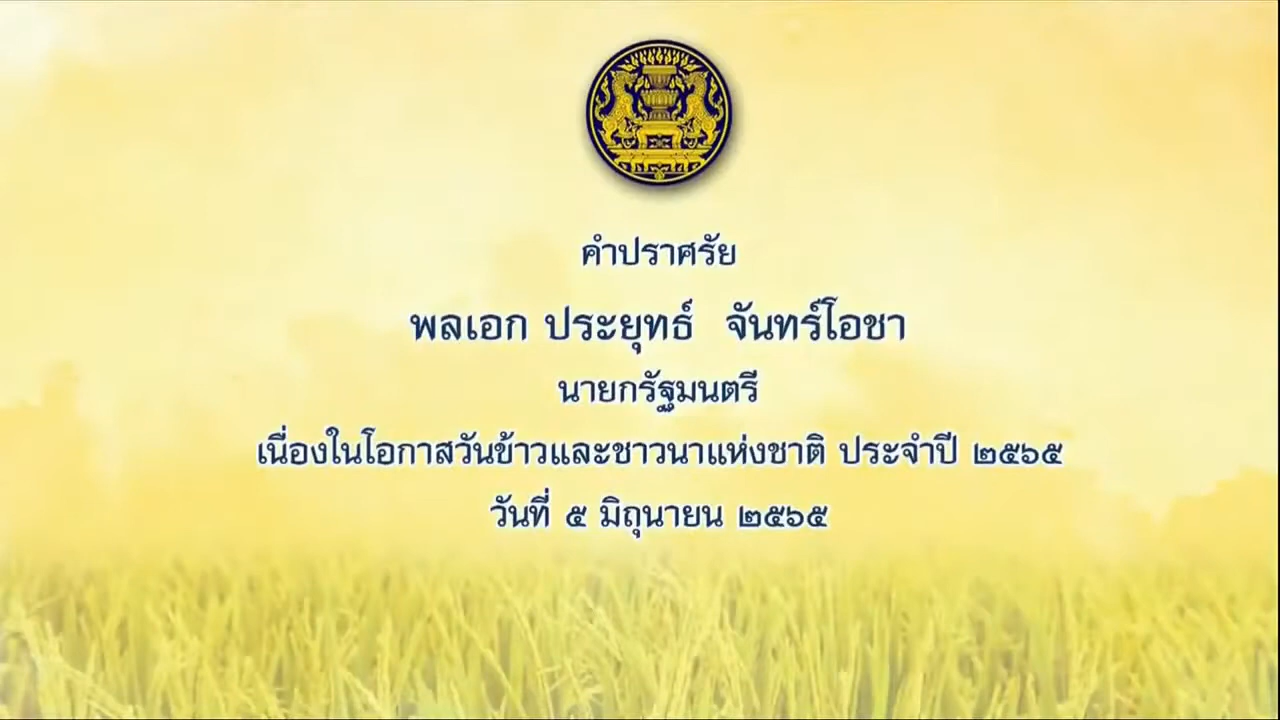 คำปราศรัย
พลเอก ประยุทธ์ จันทร์โอชา
นายกรัฐมนตรี
เนื่องในโอกาสวันข้าวและชาวนาแห่งชาติ ประจำปี ๒๕๖๕
วันที่ ๕ มิถุนายน ๒๕๖๕